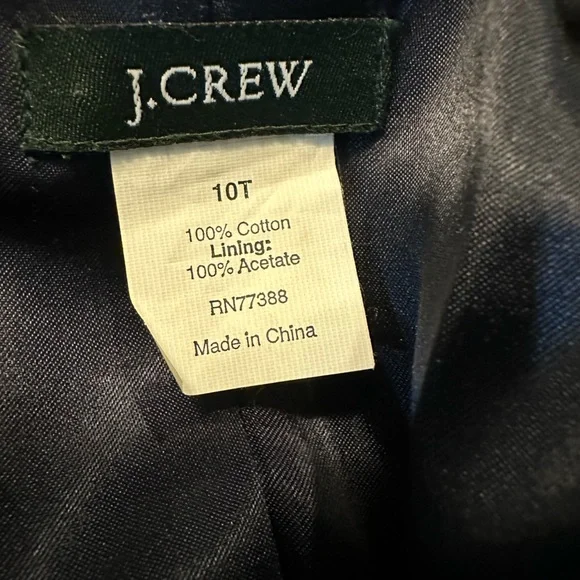 J.CREW
10T
100% Cotton
Lining:
100% Acetate
RN77388
Made in China